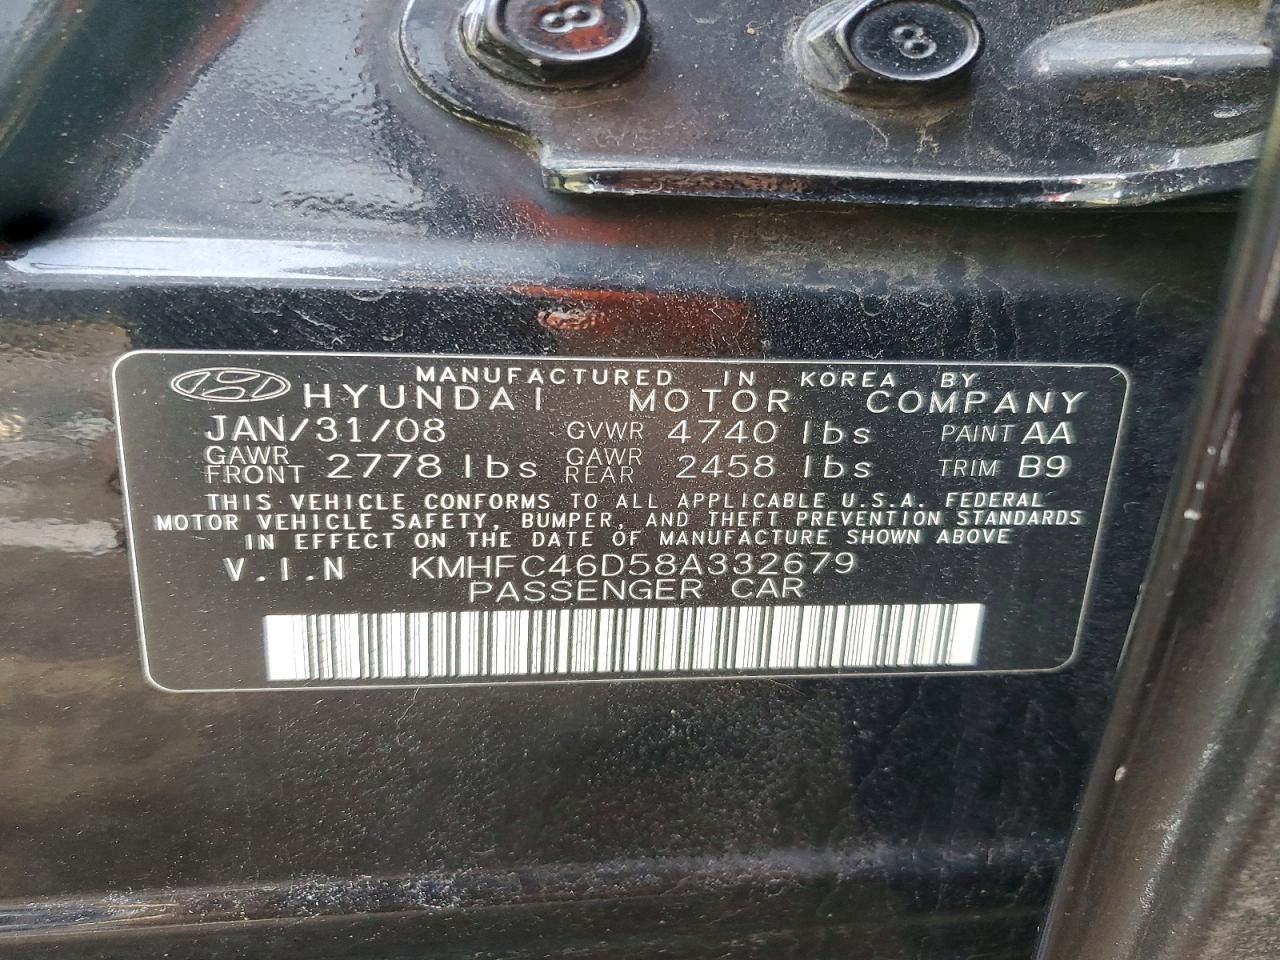 8 8
MANUFACTURED IN KOREA BY
HYUNDAI MOTOR COMPANY
JAN/31/08 GVWR 4740 lbs PAINT AA
GAWR FRONT 2778 lbs GAWR REAR 2458 lbs TRIM B9
THIS VEHICLE CONFORMS TO ALL APPLICABLE U.S.A. FEDERAL
MOTOR VEHICLE SAFETY, BUMPER, AND THEFT PREVENTION STANDARDS
IN EFFECT ON THE DATE OF MANUFACTURE SHOWN ABOVE
V.I.N KMHFC46D58A332679
PASSENGER CAR